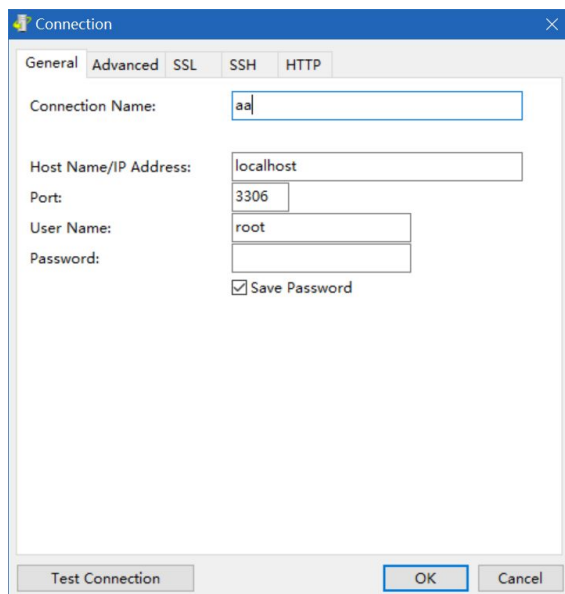 Connection
General Advanced SSL SSH HTTP
Connection Name: aa
Host Name/IP Address: localhost
Port: 3306
User Name: root
Password:
Save Password
Test Connection OK Cancel